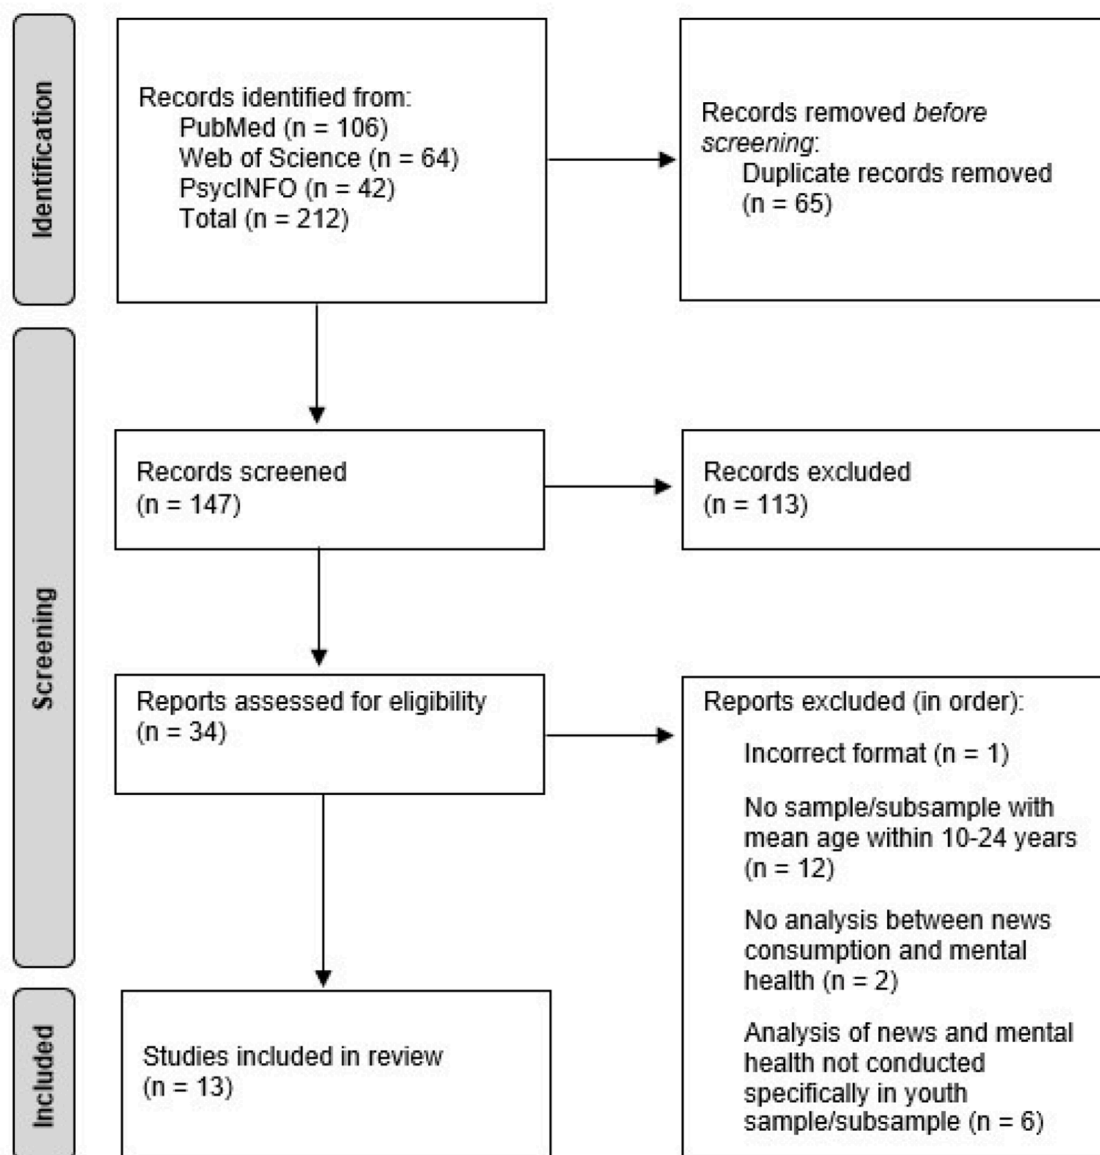 Identification
Records identified from:
PubMed (n = 106)
Web of Science (n = 64)
PsycINFO (n = 42)
Total (n = 212)
Records removed before
screening:
Duplicate records removed
(n = 65)
Screening
Records screened
(n = 147)
Records excluded
(n = 113)
Reports assessed for eligibility
(n = 34)
Reports excluded (in order):
Incorrect format (n = 1)
No sample/subsample with
mean age within 10-24 years
(n = 12)
No analysis between news
consumption and mental
health (n = 2)
Analysis of news and mental
health not conducted
specifically in youth
sample/subsample (n = 6)
Included
Studies included in review
(n = 13)